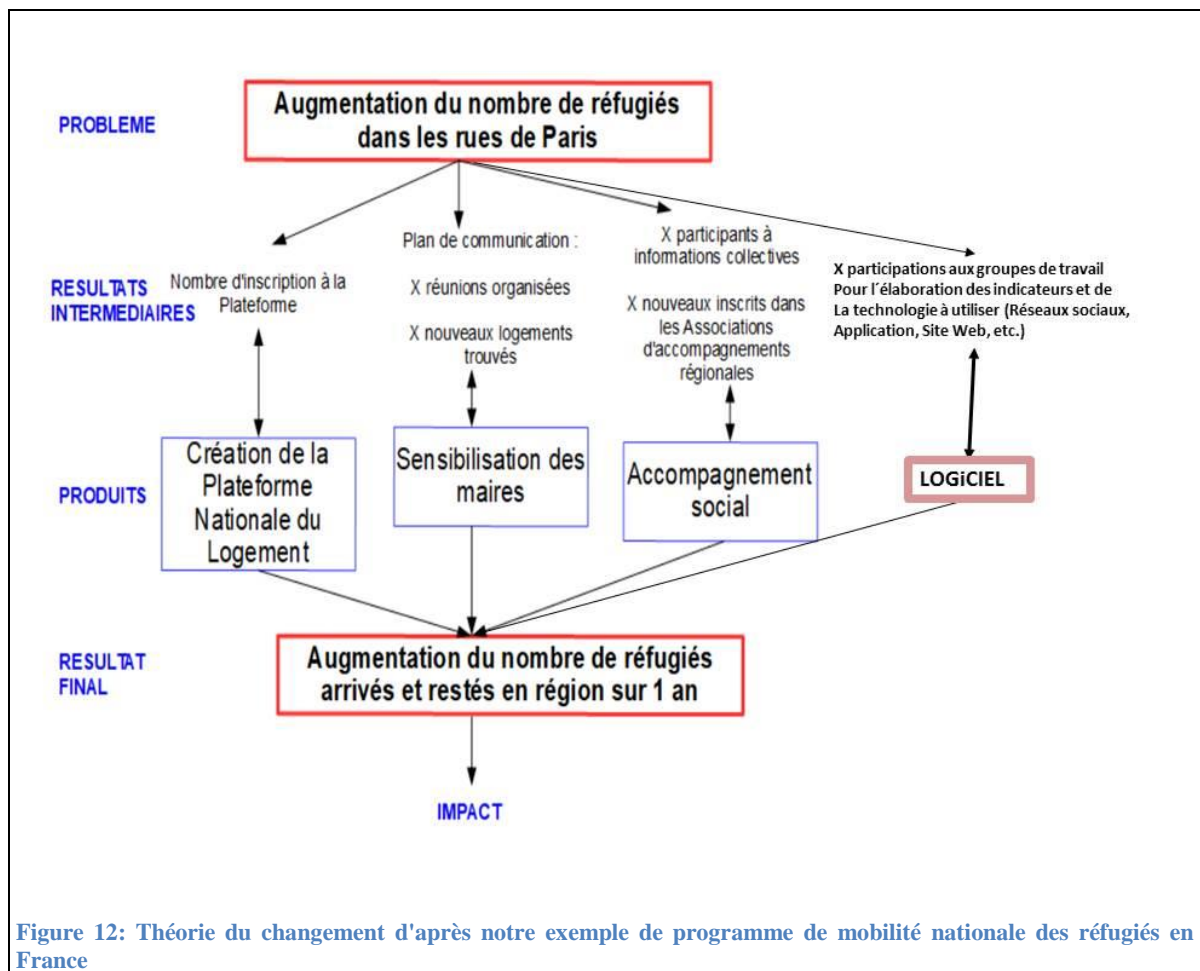 PROBLEME
Augmentation du nombre de réfugiés
dans les rues de Paris
RESULTATS
INTERMEDIAIRES
Nombre d'inscription à la
Plateforme
Plan de communication :
X réunions organisées
X nouveaux logements
trouvés
X participants à
informations collectives
X nouveaux inscrits dans
les Associations
d'accompagnements
régionales
X participations aux groupes de travail
Pour l´élaboration des indicateurs et de
La technologie à utiliser (Réseaux sociaux,
Application, Site Web, etc.)
PRODUITS
Création de la
Plateforme
Nationale du
Logement
Sensibilisation des
maires
Accompagnement
social
LOGiCIEL
RESULTAT
FINAL
Augmentation du nombre de réfugiés
arrivés et restés en région sur 1 an
IMPACT
Figure 12: Théorie du changement d'après notre exemple de programme de mobilité nationale des réfugiés en
France